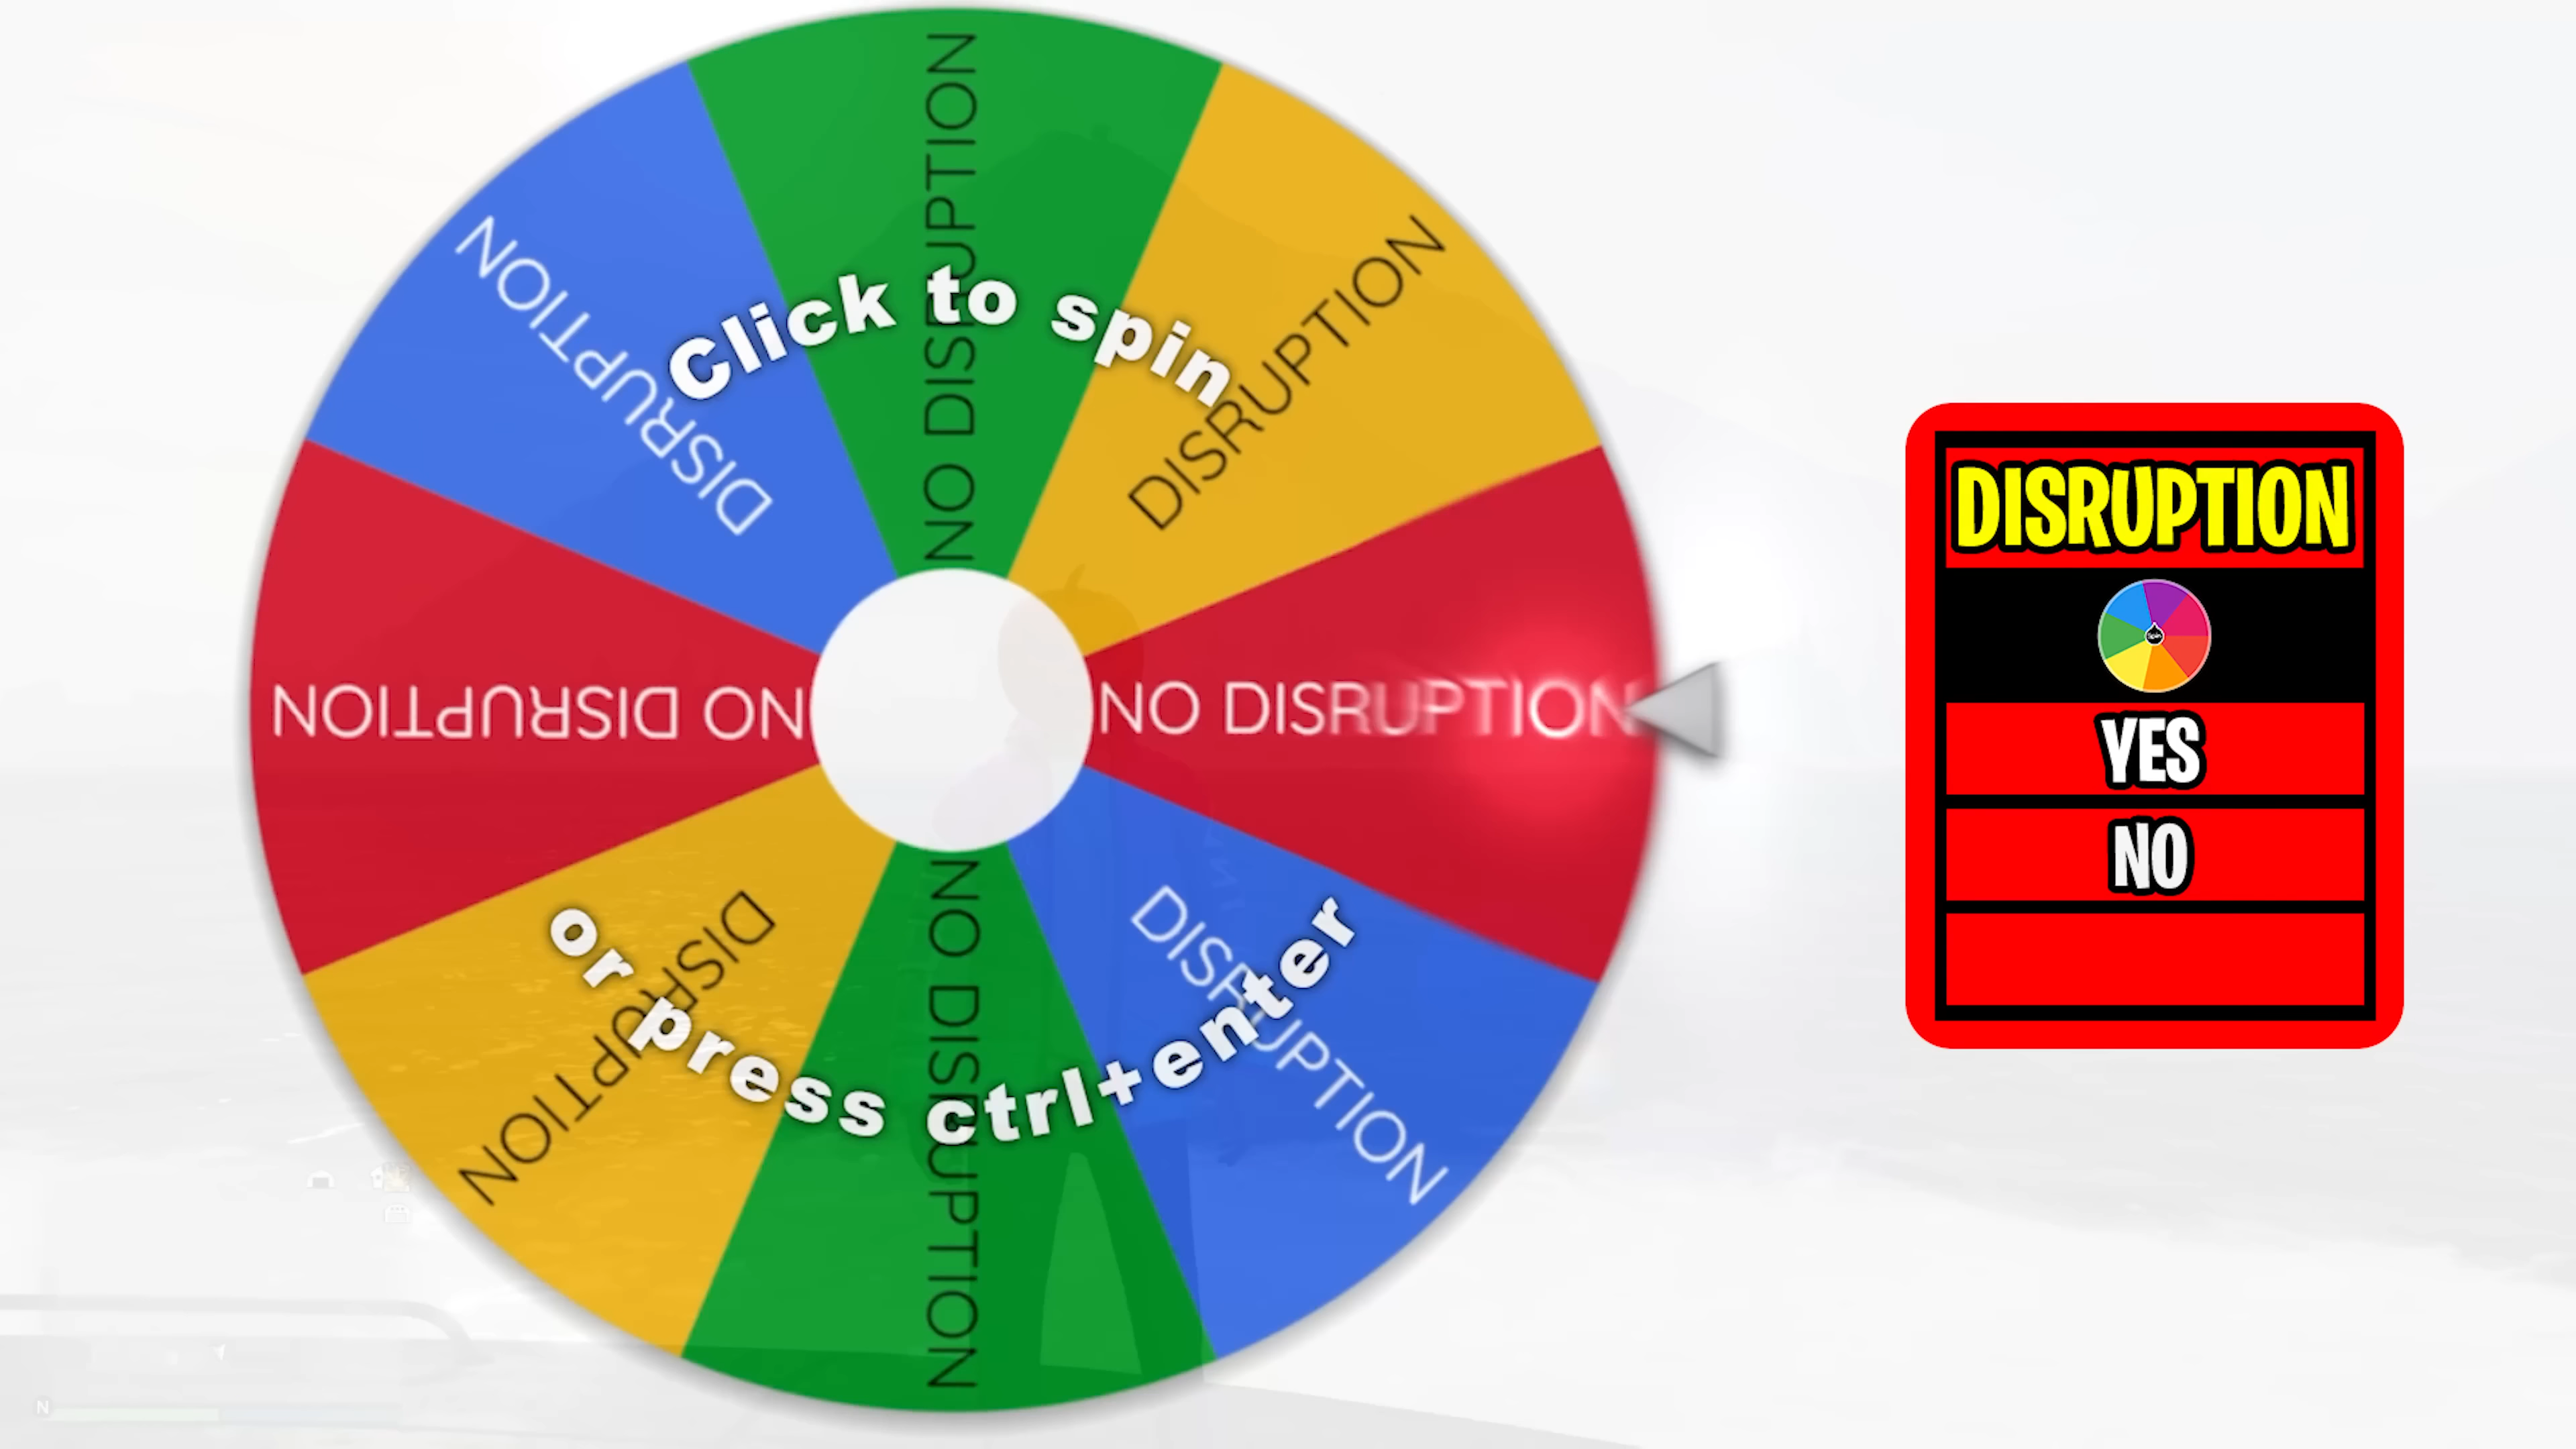 NO DISRUPTION
DISRUPTION
DISRUPTION
Click to spin
NO DISRUPTION
NO DISRUPTION
DISRUPTION
DISRUPTION
or press ctrl+enter
NO DISRUPTION
DISRUPTION
Spin
YES
NO
N